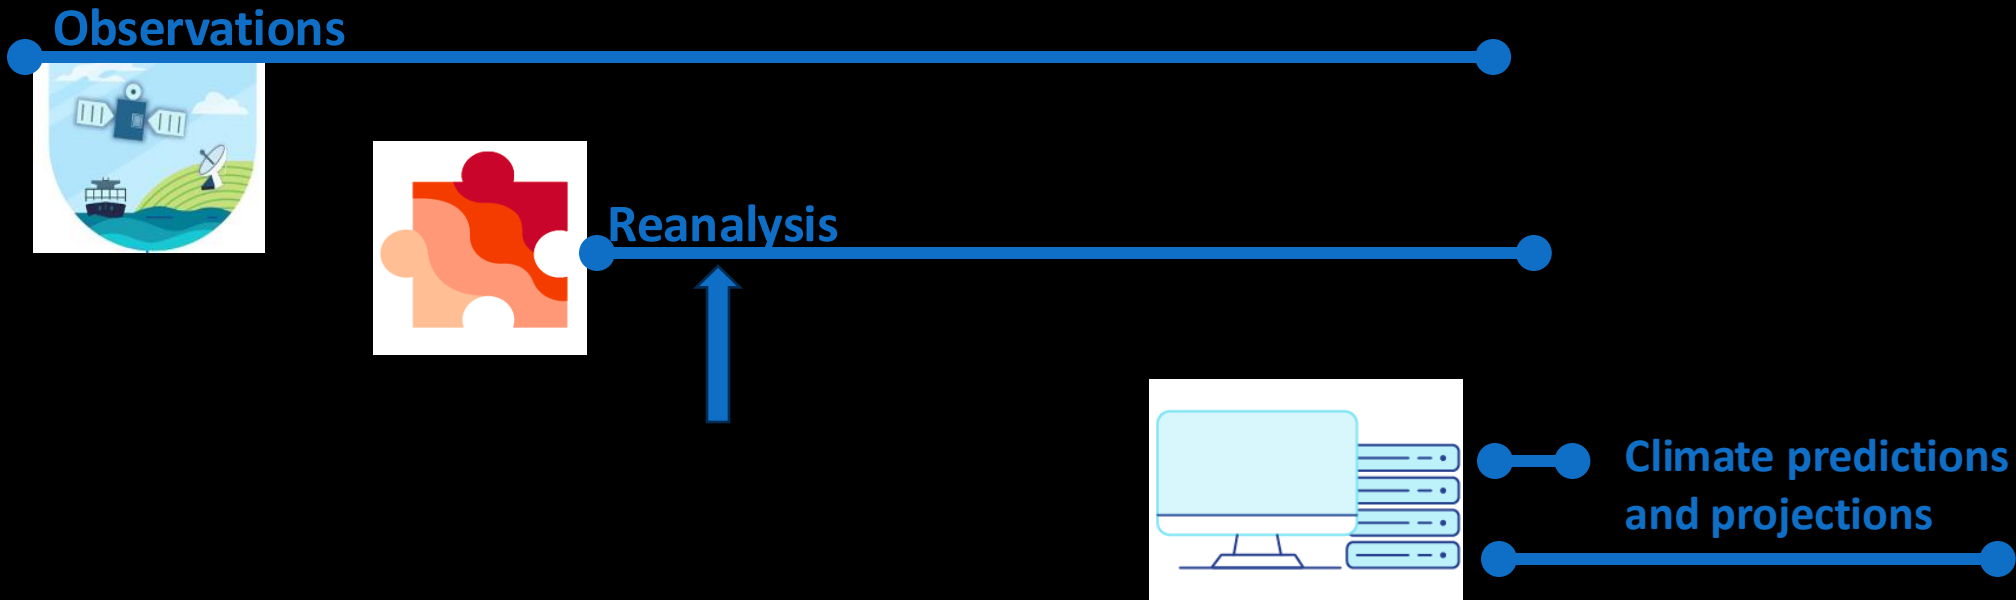 Observations
Reanalysis
Climate predictions
and projections